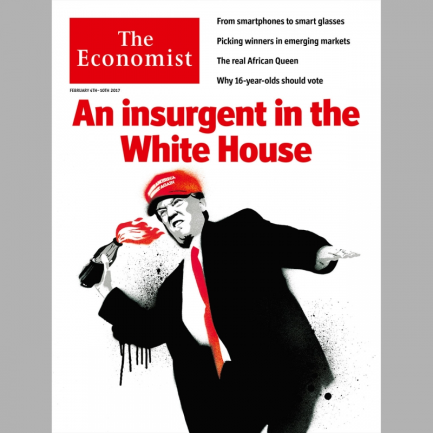 The
Economist
FEBRUARY 4TH–10TH 2017
From smartphones to smart glasses
Picking winners in emerging markets
The real African Queen
Why 16-year-olds should vote
An insurgent in the
White House